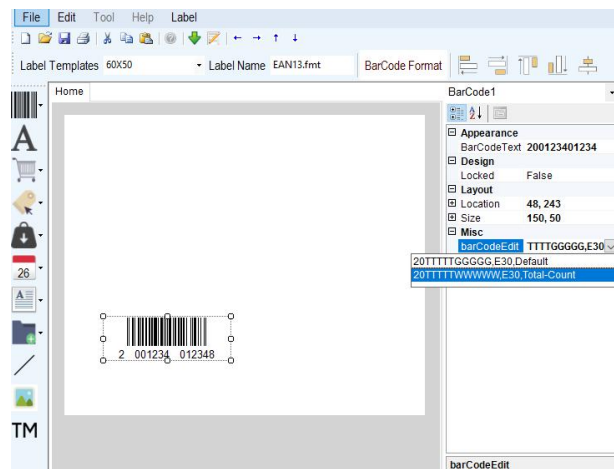 File Edit Tool Help Label
Label Templates 60X50 Label Name EAN13.fmt BarCode Format
Home
BarCode1
A
Appearance
BarCodeText 200123401234
Design
Locked False
Layout
Location 48, 243
Size 150, 50
Misc
barCodeEdit TTTTGGGGG,E30
20TTTTTGGGGG,E30,Default
20TTTTTWWWWW,E30,Total-Count
26
A
2 001234 012348
TM
barCodeEdit